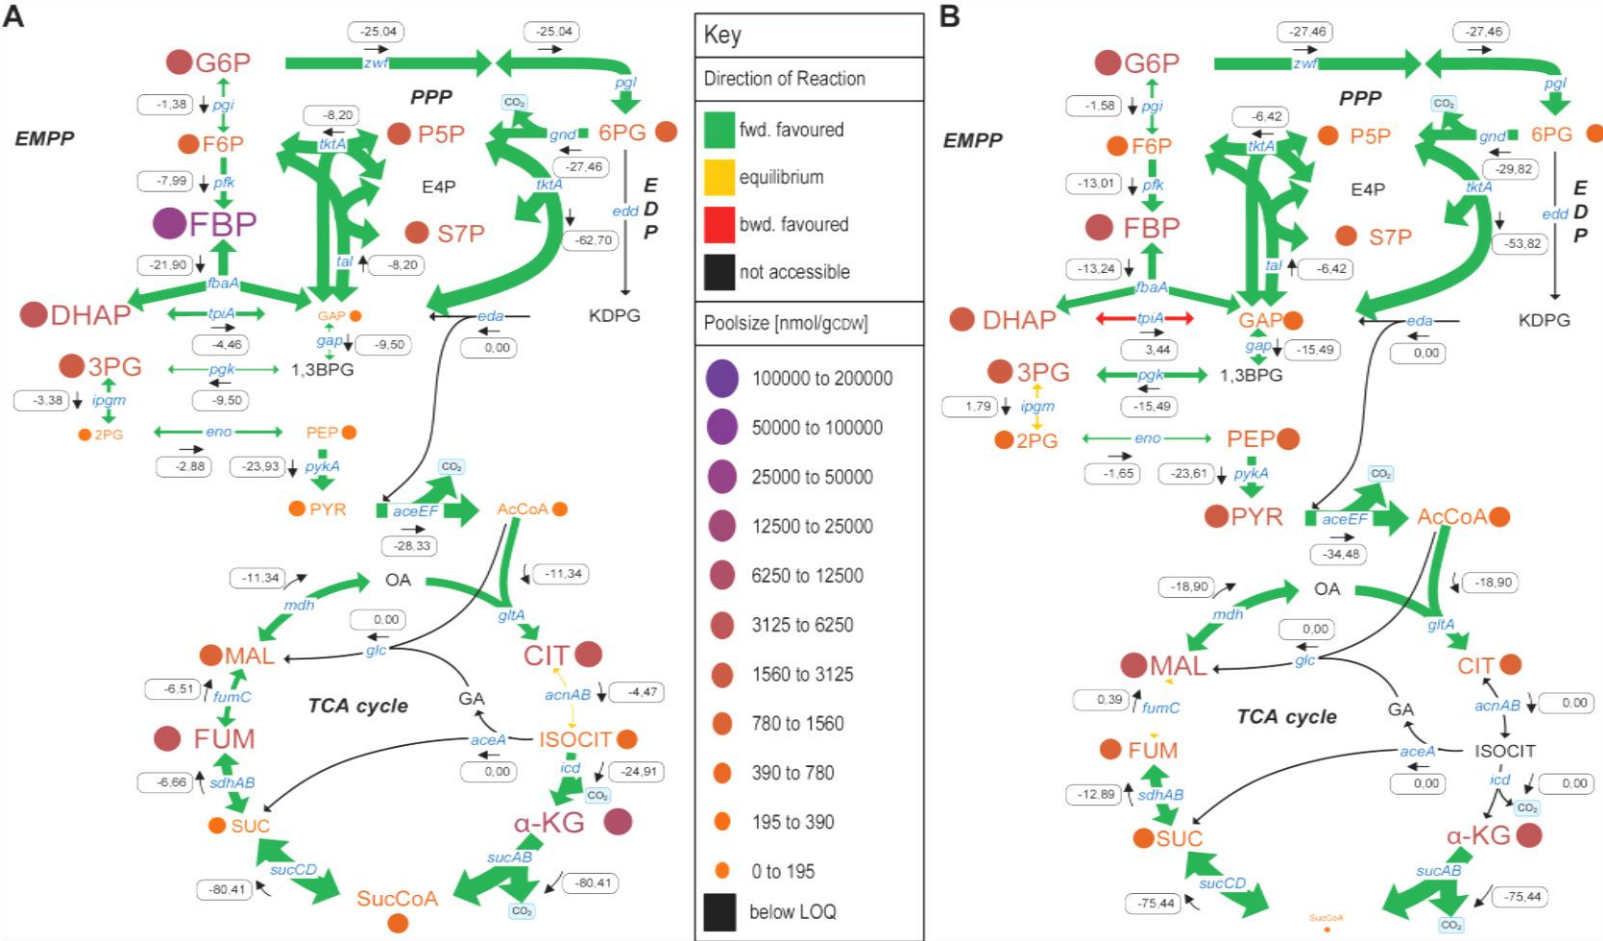 A
-25,04
-25,04
G6P
zwf
pgl
PPP
CO₂
-1,38
pgi
-8,20
EMPP
F6P
tktA
P5P
gnd
6PG
-27,46
-7,99
pfk
E4P
tktA
E
D
P
edd
FBP
S7P
-62,70
-21,90
tal
-8,20
fbaA
DHAP
tpiA
GAP
eda
KDPG
-4,46
gap
-9,50
0,00
3PG
pgk
1,3BPG
-3.38
ipgm
-9,50
2PG
eno
PEP
-2.88
-23,93
pykA
CO₂
PYR
aceEF
AcCoA
-28.33
-11,34
OA
-11,34
mdh
gltA
0,00
glc
MAL
CIT
-6.51
fumC
GA
acnAB
-4,47
TCA cycle
FUM
aceA
ISOCIT
0,00
icd
-24,91
-6,66
sdhAB
CO₂
SUC
α-KG
sucAB
sucCD
-80,41
-80,41
SucCoA
CO₂
Key
Direction of Reaction
fwd. favoured
equilibrium
bwd. favoured
not accessible
Poolsize [nmol/gCDW]
100000 to 200000
50000 to 100000
25000 to 50000
12500 to 25000
6250 to 12500
3125 to 6250
1560 to 3125
780 to 1560
390 to 780
195 to 390
0 to 195
below LOQ
B
-27,46
-27,46
G6P
zwf
pgl
PPP
CO₂
-1,58
pgi
-6,42
EMPP
F6P
tktA
P5P
gnd
6PG
-29,82
-13.01
pfk
E4P
tktA
E
D
P
edd
FBP
S7P
-53,82
-13.24
tal
-6,42
fbaA
DHAP
tpiA
GAP
eda
KDPG
3,44
gap
-15,49
0,00
3PG
pgk
1,3BPG
1.79
ipgm
-15,49
2PG
eno
PEP
-1,65
-23,61
pykA
CO₂
PYR
aceEF
AcCoA
-34,48
-18,90
OA
-18,90
mdh
gltA
0,00
glc
MAL
CIT
0,39
fumC
GA
acnAB
0,00
TCA cycle
FUM
aceA
ISOCIT
0,00
icd
0,00
-12,89
sdhAB
CO₂
SUC
α-KG
sucAB
sucCD
-75,44
-75,44
SucCoA
CO₂